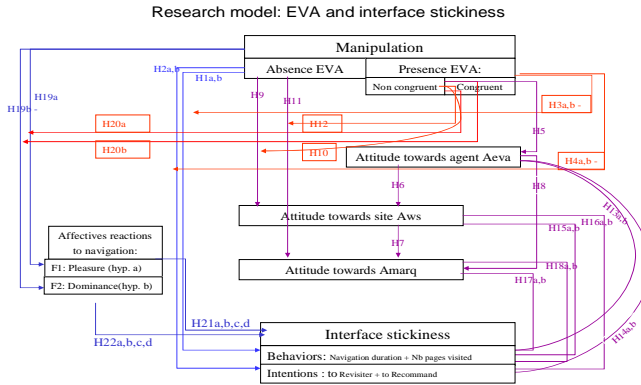 Research model: EVA and interface stickiness
Manipulation
Absence EVA
Presence EVA:
Non congruent
Congruent
H2a,b
H1a,b
H19a
H19b -
H9
H11
H3a,b -
H20a
H12
H5
H20b
H10
Attitude towards agent Aeva
H4a,b -
H8
H6
H13a,b
Attitude towards site Aws
H16a,b
H15a,b
Affectives reactions
to navigation:
H7
F1: Pleasure (hyp. a)
Attitude towards Amarq
H18a,b
F2: Dominance(hyp. b)
H17a,b
H21a,b,c,d
H14a,b
H22a,b,c,d
Interface stickiness
Behaviors: Navigation duration + Nb pages visited
Intentions : to Revisiter + to Recommand